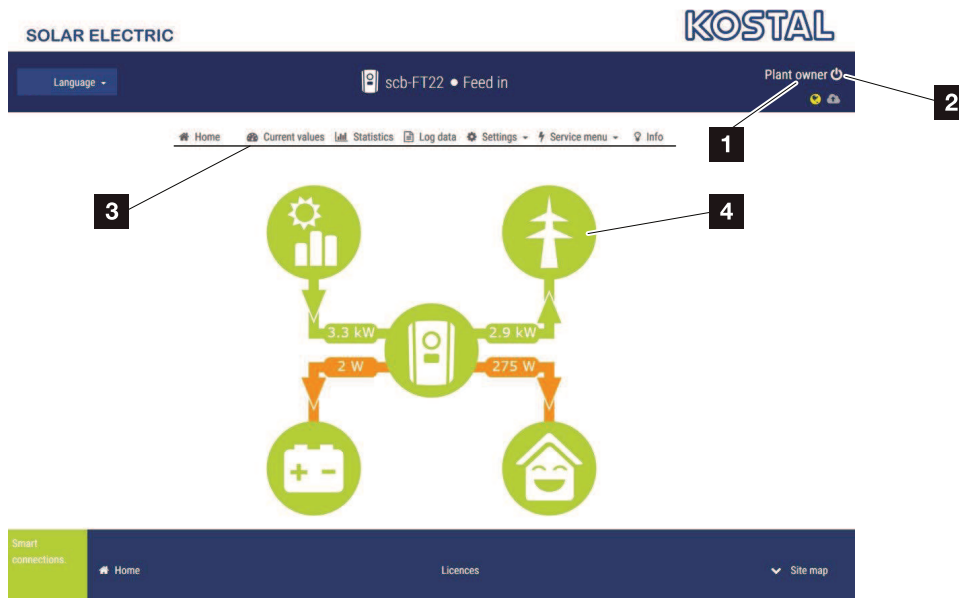 SOLAR ELECTRIC
KOSTAL
Language
scb-FT22 ● Feed in
Plant owner
2
1
Home Current values Statistics Log data Settings Service menu Info
3
4
3.3 kW
2.9 kW
2 W
275 W
+ -
Smart
connections.
Home
Licences
Site map